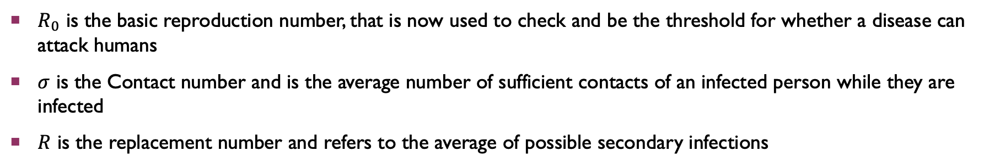 ▪ R₀ is the basic reproduction number, that is now used to check and be the threshold for whether a disease can
attack humans
▪ σ is the Contact number and is the average number of sufficient contacts of an infected person while they are
infected
▪ R is the replacement number and refers to the average of possible secondary infections